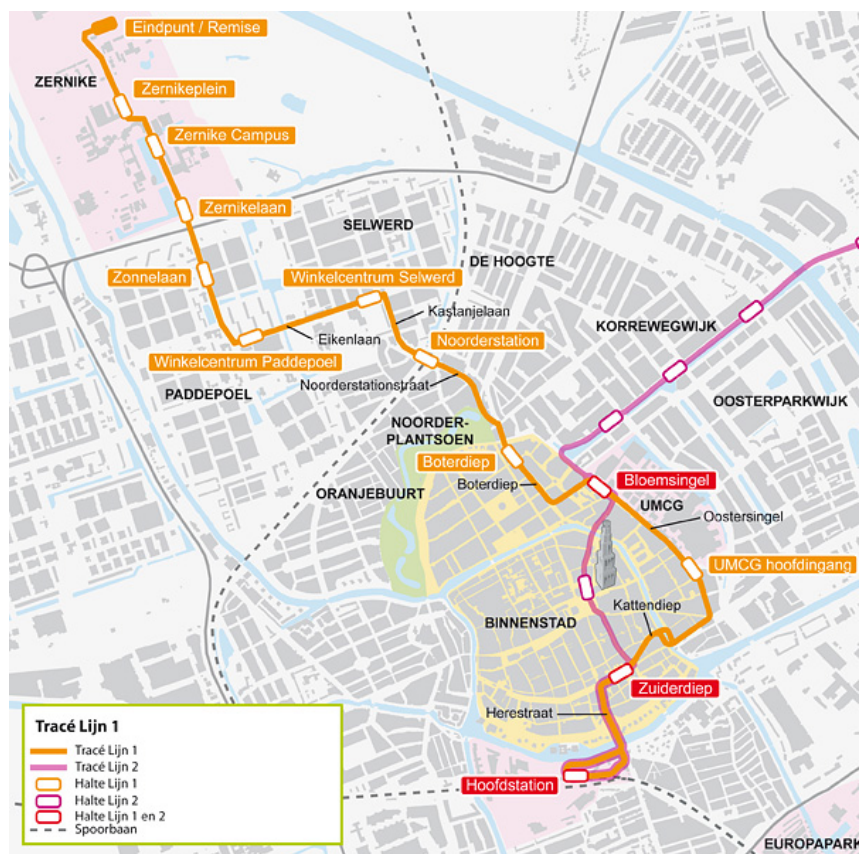 Eindpunt / Remise
ZERNIKE
Zernikeplein
Zernike Campus
Zernikelaan
SELWERD
DE HOOGTE
Zonnelaan
Winkelcentrum Selwerd
Kastanjelaan
KORREWEGWIJK
Eikenlaan
Noorderstation
Winkelcentrum Paddepoel
Noorderstationstraat
PADDEPOEL
OOSTERPARKWIJK
NOORDER-
PLANTSOEN
Boterdiep
Boterdiep
Bloemsingel
ORANJEBUURT
UMCG
Oostersingel
UMCG hoofdingang
Kattendiep
BINNENSTAD
Zuiderdiep
Herestraat
Hoofdstation
Tracé Lijn 1
Tracé Lijn 1
Tracé Lijn 2
Halte Lijn 1
Halte Lijn 2
Halte Lijn 1 en 2
Spoorbaan
EUROPAPARK